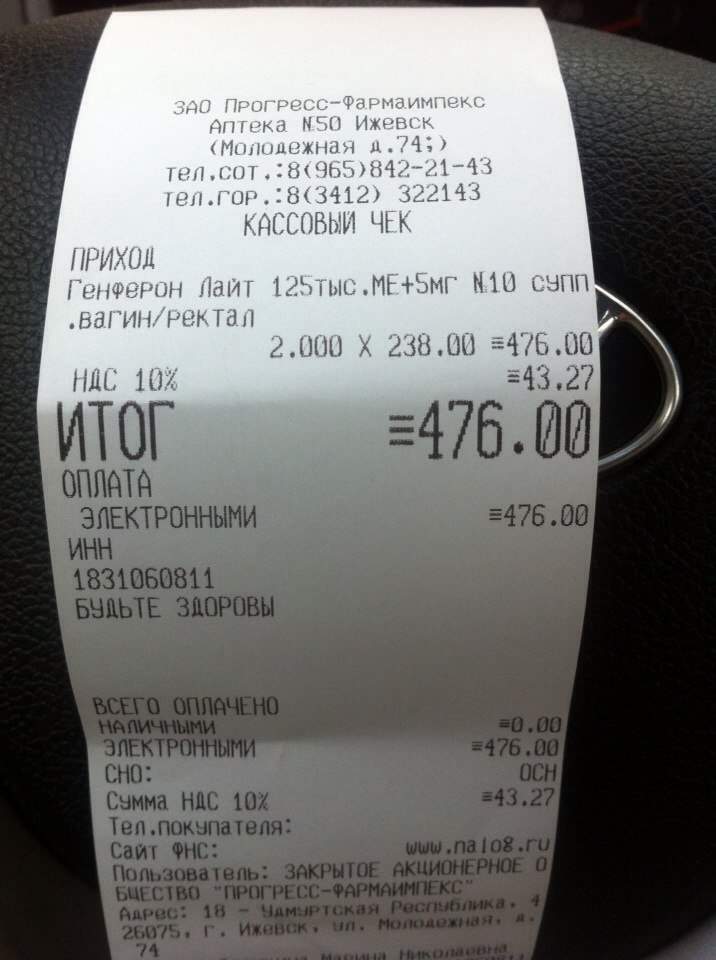 ЗАО Прогресс-Фармаимпекс
Аптека №50 Ижевск
(Молодежная д.74;)
тел.сот.:8(965)842-21-43
тел.гор.:8(3412) 322143
КАССОВЫЙ ЧЕК
ПРИХОД
Генферон Лайт 125тыс.МЕ+5мг №10 супп
.вагин/ректал
2.000 X 238.00 ≡476.00
НДС 10% ≡43.27
ИТОГ ≡476.00
ОПЛАТА
ЭЛЕКТРОННЫМИ ≡476.00
ИНН
1831060811
БУДЬТЕ ЗДОРОВЫ
ВСЕГО ОПЛАЧЕНО
НАЛИЧНЫМИ ≡0.00
ЭЛЕКТРОННЫМИ ≡476.00
СНО: ОСН
Сумма НДС 10% ≡43.27
Тел.покупателя:
Сайт ФНС: www.nalog.ru
Пользователь: ЗАКРЫТОЕ АКЦИОНЕРНОЕ О
БЩЕСТВО "ПРОГРЕСС-ФАРМАИМПЕКС"
Адрес: 18 - Удмуртская Республика, 4
26075, г. Ижевск, ул. Молодежная, д.
74
Марина Николаевна